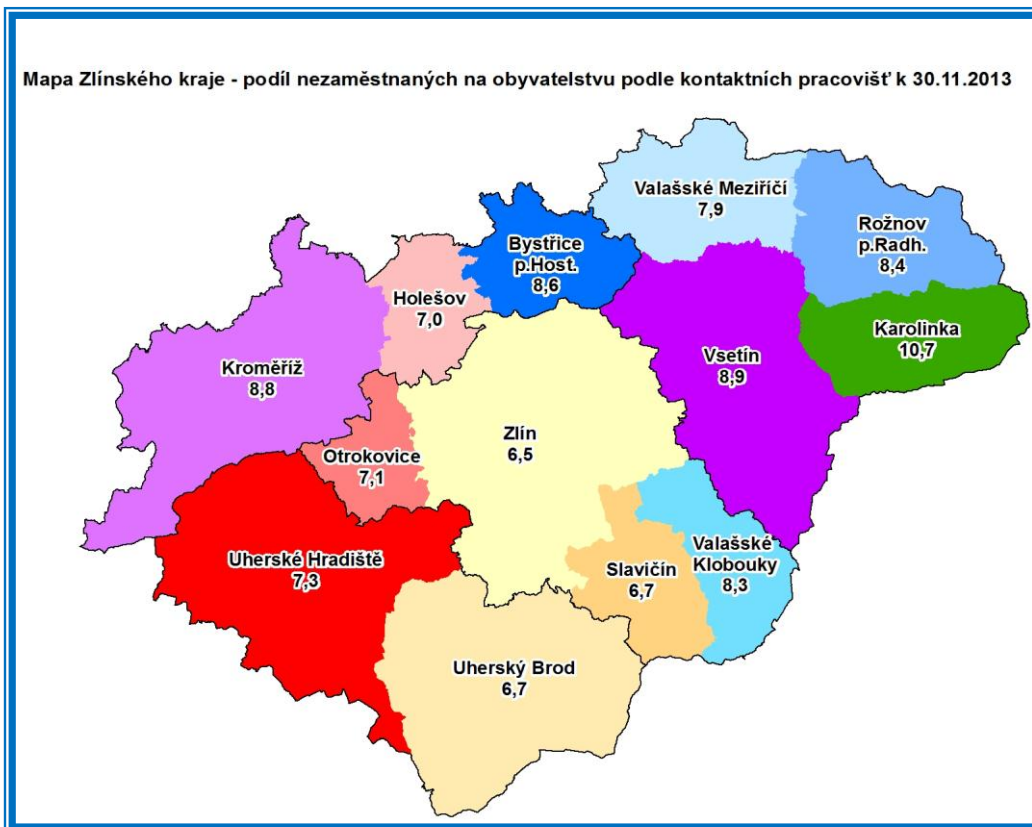 Mapa Zlínského kraje - podíl nezaměstnaných na obyvatelstvu podle kontaktních pracovišť k 30.11.2013
Valašské Meziříčí
7,9
Rožnov
p.Radh.
8,4
Bystřice
p.Host.
8,6
Holešov
7,0
Karolinka
10,7
Vsetín
8,9
Kroměříž
8,8
Zlín
6,5
Otrokovice
7,1
Valašské
Klobouky
8,3
Uherské Hradiště
7,3
Slavičín
6,7
Uherský Brod
6,7